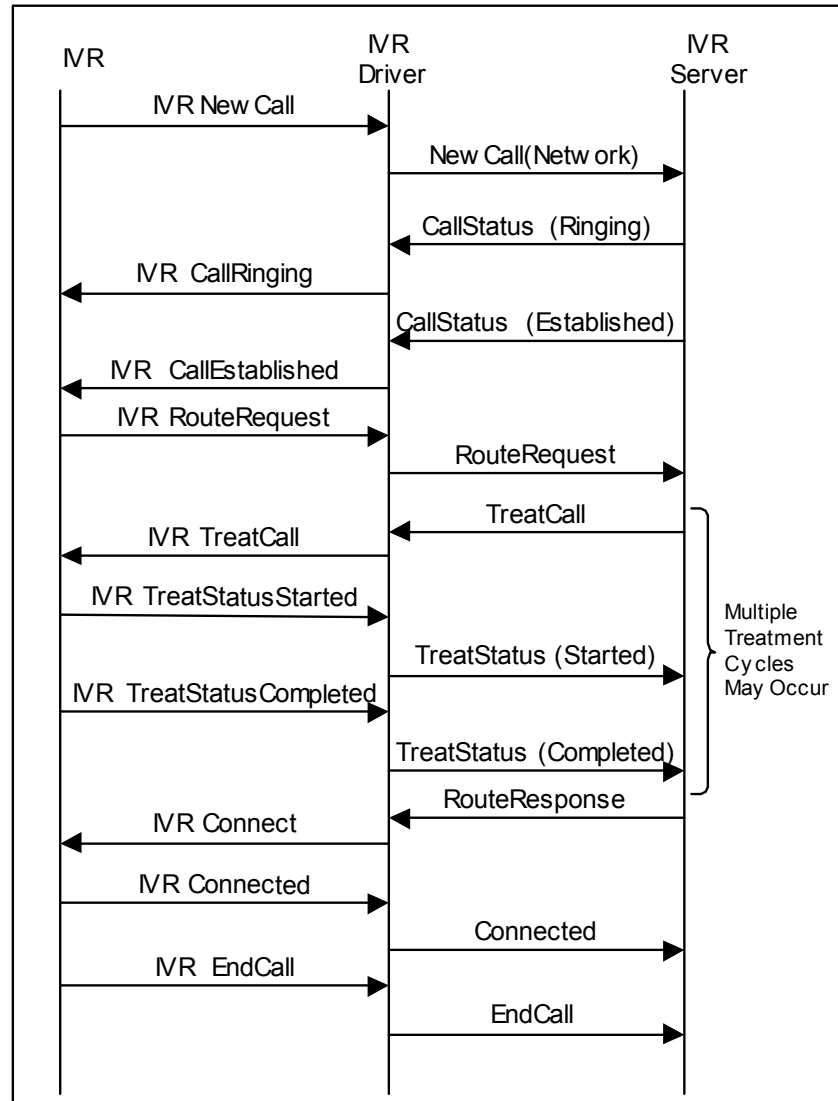 IVR
IVR
Driver
IVR
Server
IVR New Call
New Call(Network)
CallStatus (Ringing)
IVR CallRinging
CallStatus (Established)
IVR CallEstablished
IVR RouteRequest
RouteRequest
TreatCall
IVR TreatCall
IVR TreatStatusStarted
Multiple
Treatment
Cycles
May Occur
TreatStatus (Started)
IVR TreatStatusCompleted
TreatStatus (Completed)
RouteResponse
IVR Connect
IVR Connected
Connected
IVR EndCall
EndCall